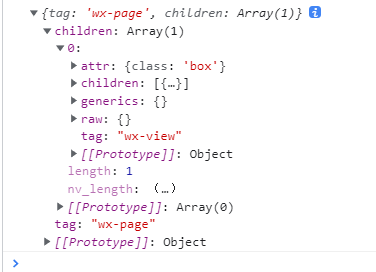 ▼{tag: 'wx-page', children: Array(1)} i
▼children: Array(1)
▼0:
▶attr: {class: 'box'}
▶children: [{…}]
▶generics: {}
▶raw: {}
tag: "wx-view"
▶[[Prototype]]: Object
length: 1
nv_length: (…)
▶[[Prototype]]: Array(0)
tag: "wx-page"
▶[[Prototype]]: Object
>